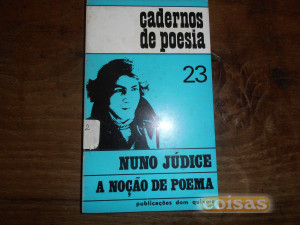 cadernos
de poesia
23
NUNO JÚDICE
A NOÇÃO DE POEMA
publicações dom
coisas